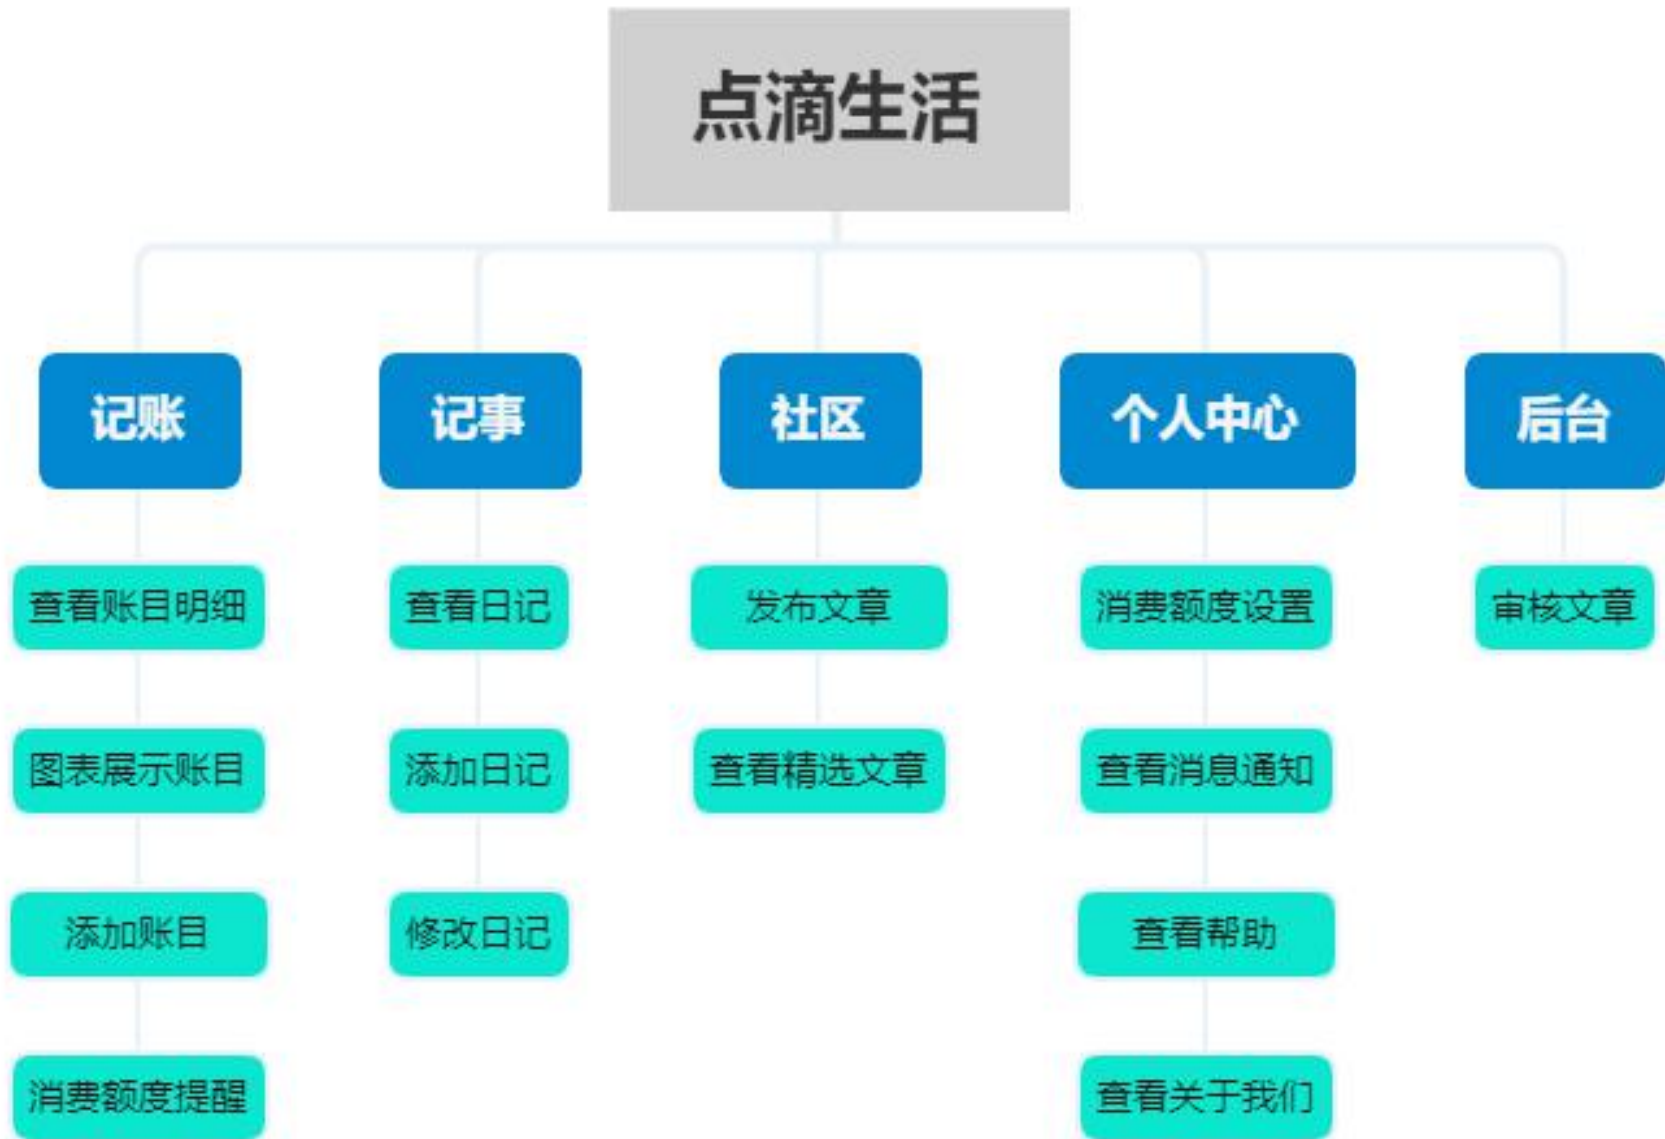 点滴生活
记账
记事
社区
个人中心
后台
查看账目明细
查看日记
发布文章
消费额度设置
审核文章
图表展示账目
添加日记
查看精选文章
查看消息通知
添加账目
修改日记
查看帮助
消费额度提醒
查看关于我们